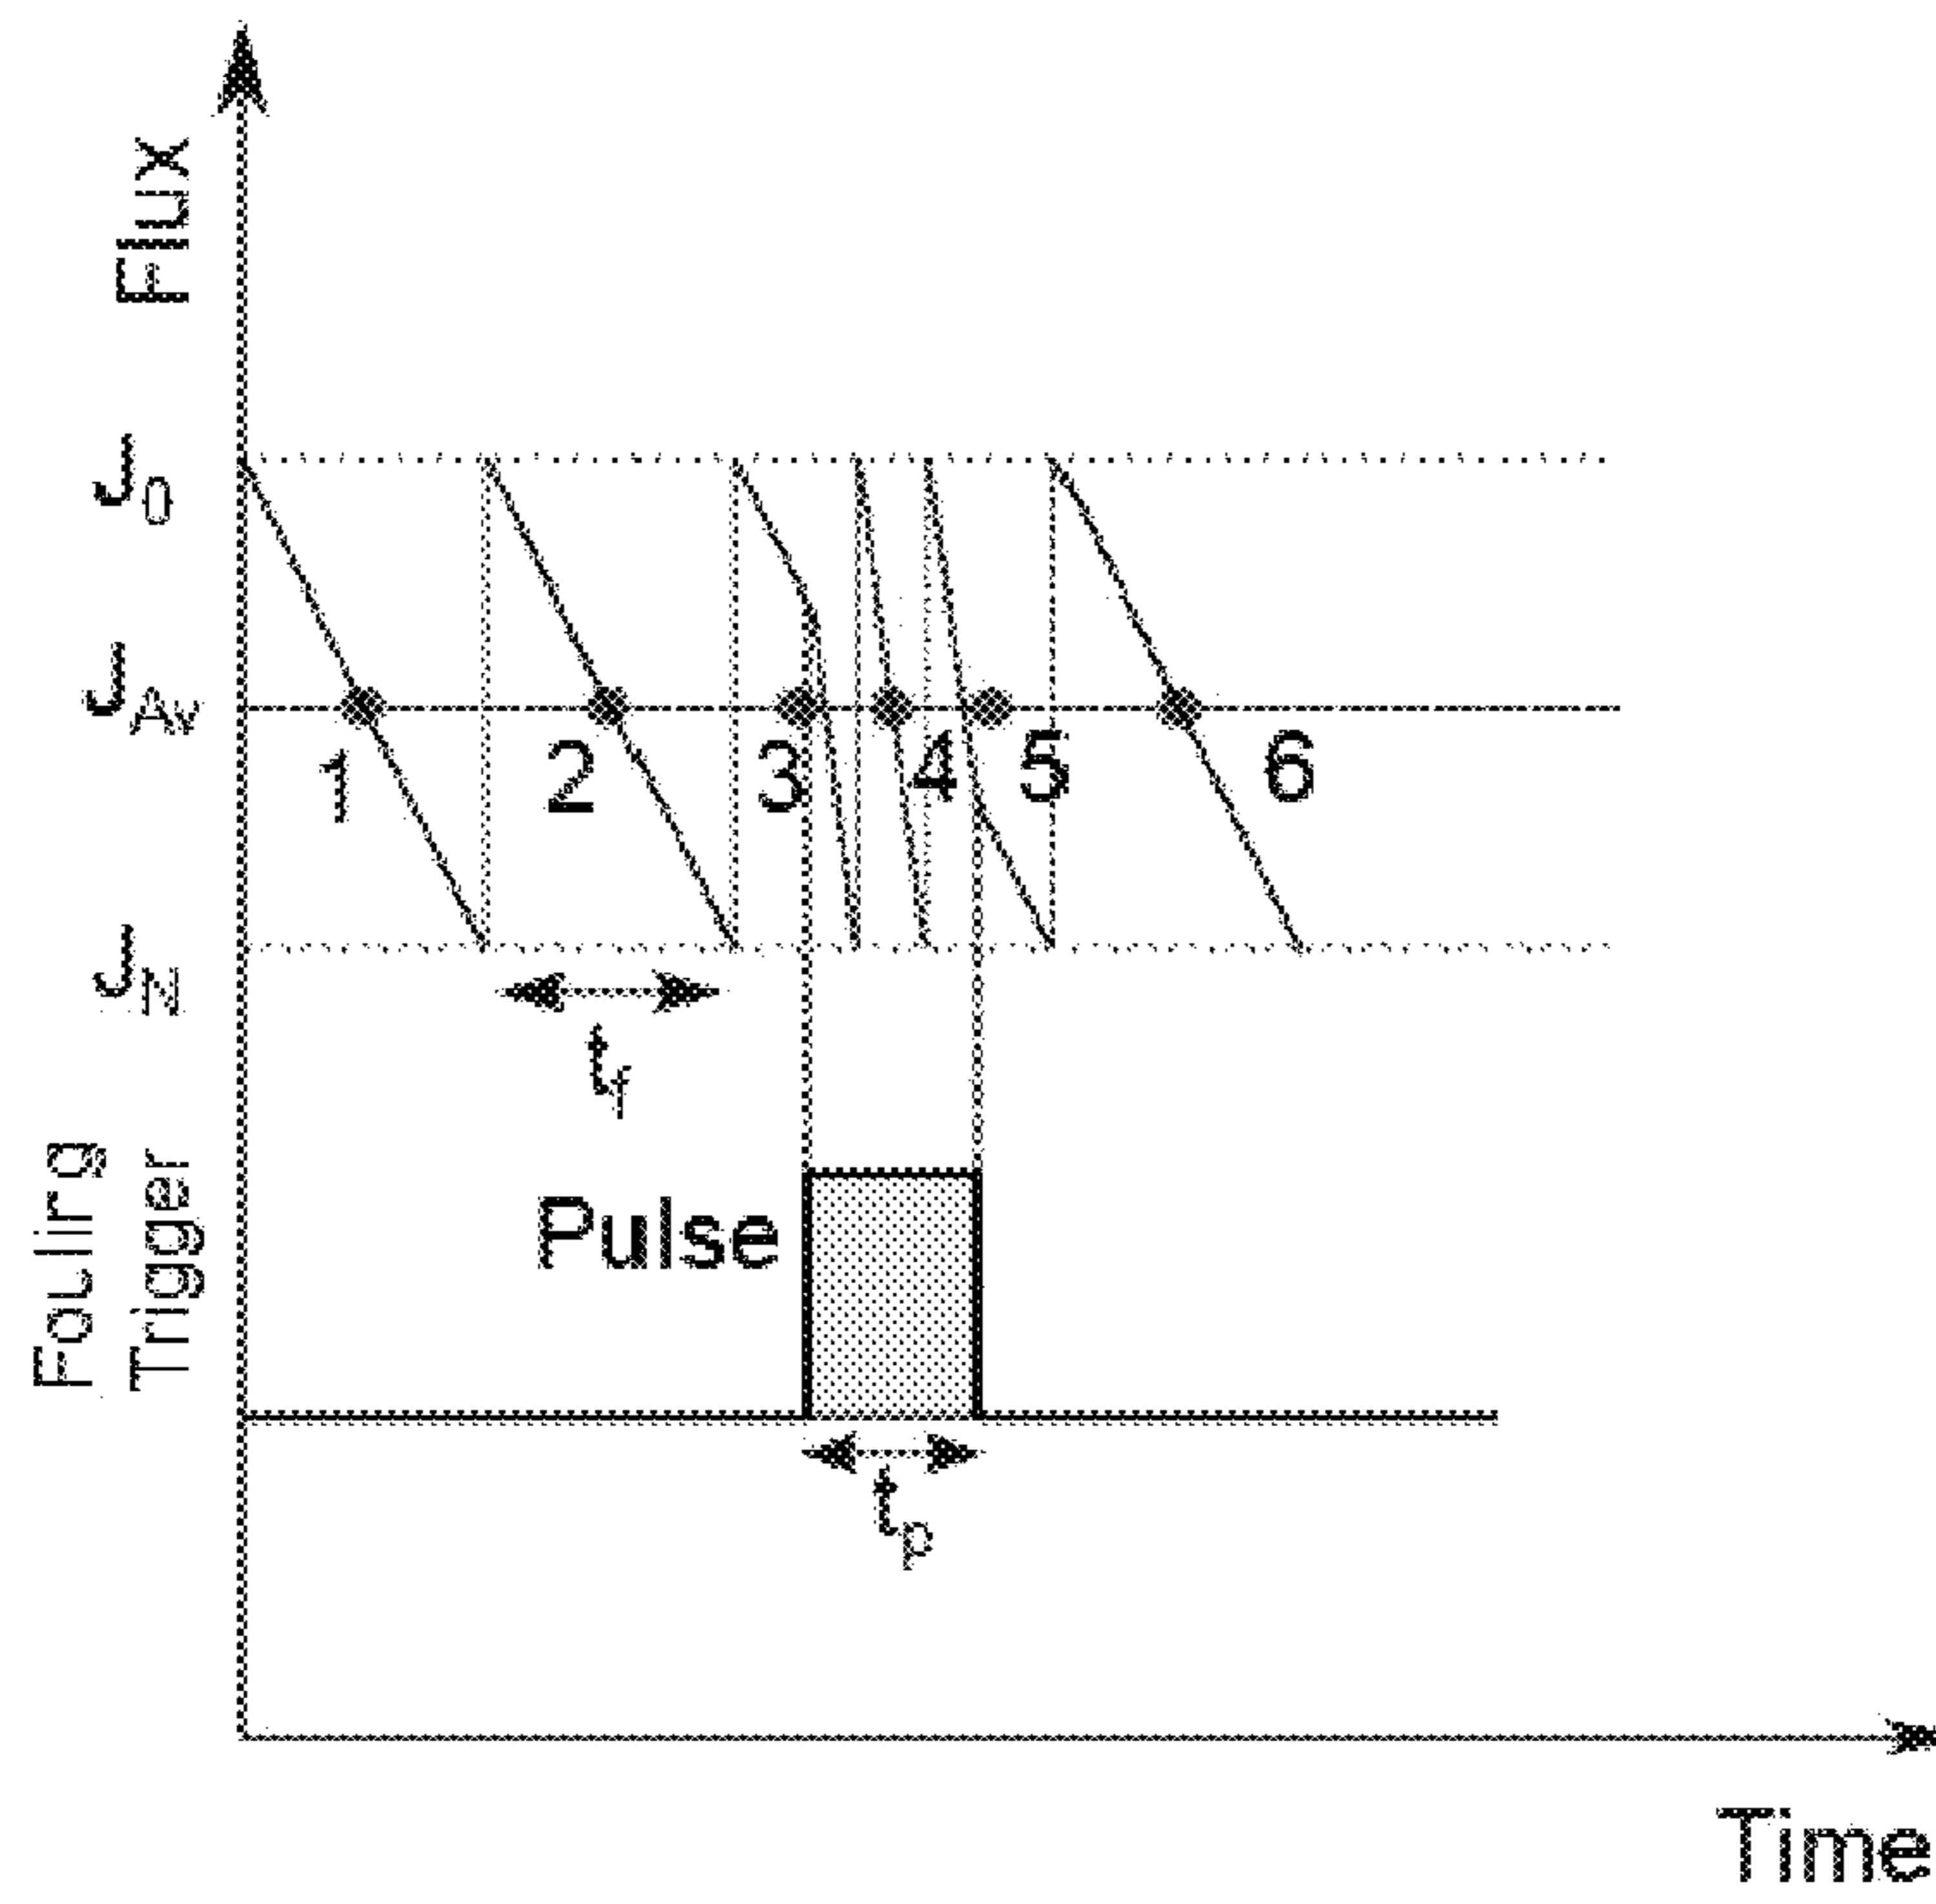 Flux
J0
JAv
1
2
3
4
5
6
JN
tf
Fouling
Trigger
Pulse
tp
Time